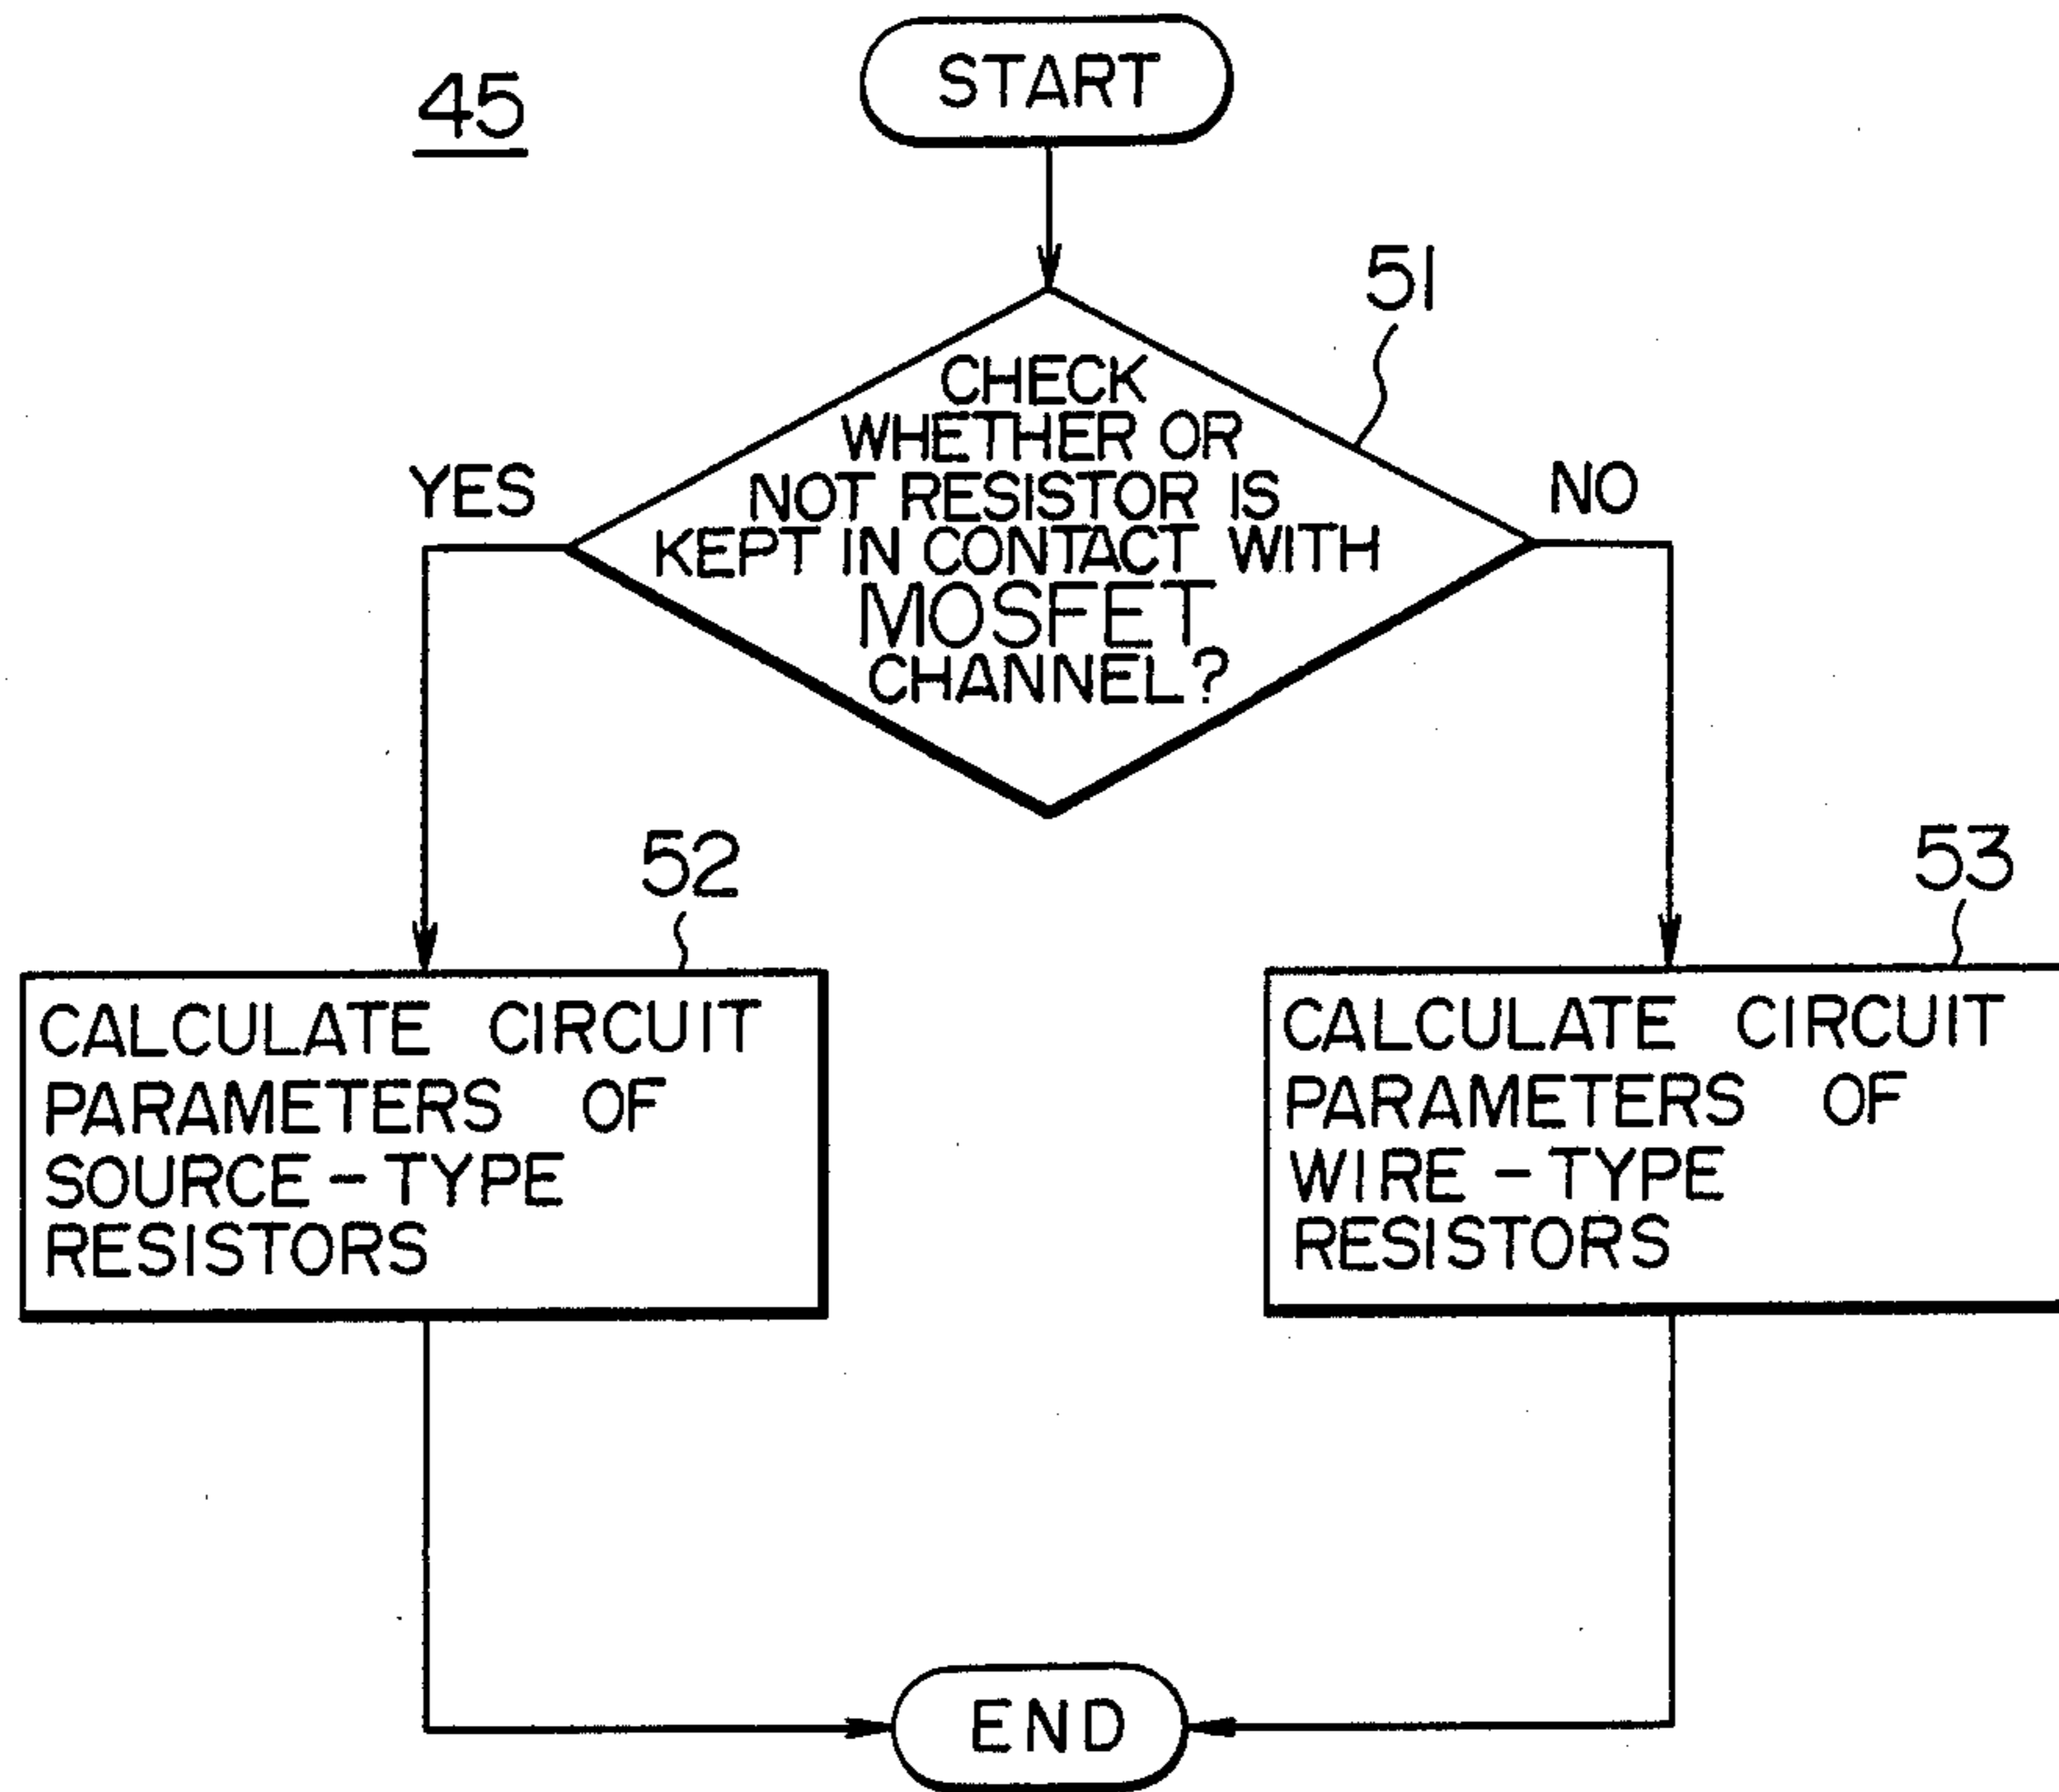 45
START
51
CHECK
WHETHER OR
NOT RESISTOR IS
KEPT IN CONTACT WITH
MOSFET
CHANNEL?
YES
NO
52
CALCULATE CIRCUIT
PARAMETERS OF
SOURCE-TYPE
RESISTORS
53
CALCULATE CIRCUIT
PARAMETERS OF
WIRE-TYPE
RESISTORS
END